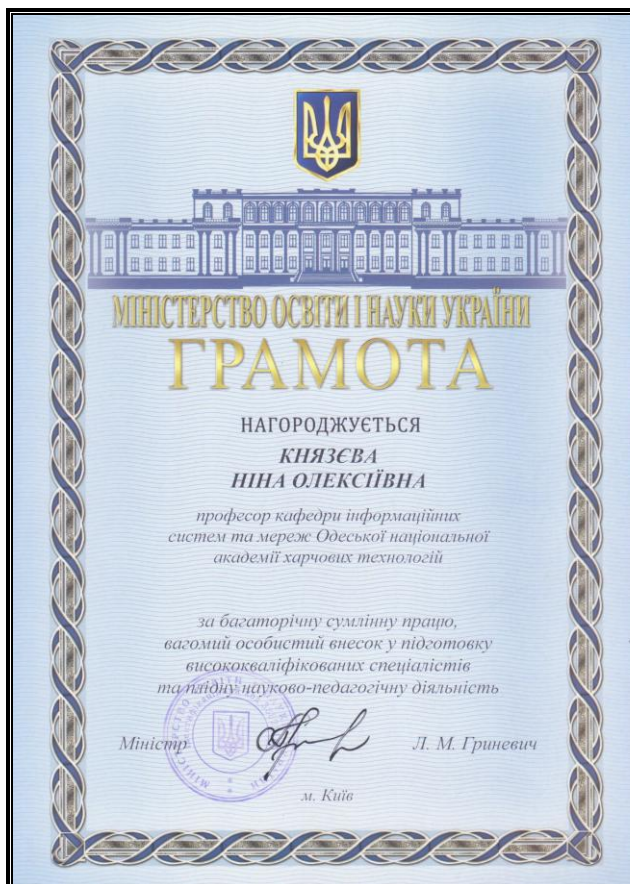 МІНІСТЕРСТВО ОСВІТИ І НАУКИ УКРАЇНИ
ГРАМОТА
НАГОРОДЖУЄТЬСЯ
КНЯЗЄВА
НІНА ОЛЕКСІЇВНА
професор кафедри інформаційних
систем та мереж Одеської національної
академії харчових технологій
за багаторічну сумлінну працю,
вагомий особистий внесок у підготовку
висококваліфікованих спеціалістів
та плідну науково-педагогічну діяльність
Міністр
Л. М. Гриневич
м. Київ